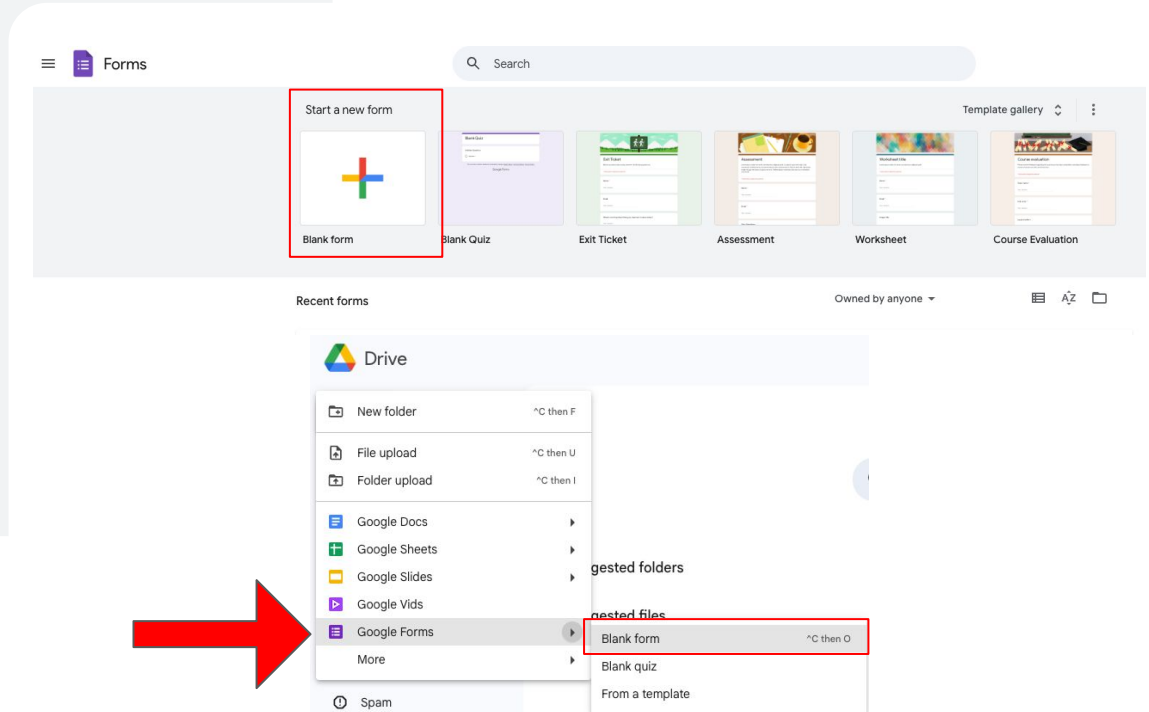 Forms
Search
Start a new form
Template gallery
Blank form
Blank Quiz
Exit Ticket
Assessment
Worksheet
Course Evaluation
Recent forms
Owned by anyone
AZ
Drive
New folder ^C then F
File upload ^C then U
Folder upload ^C then I
Google Docs
Google Sheets
Google Slides
Google Vids
Google Forms
More
Spam
gested folders
gested files
Blank form ^C then O
Blank quiz
From a template